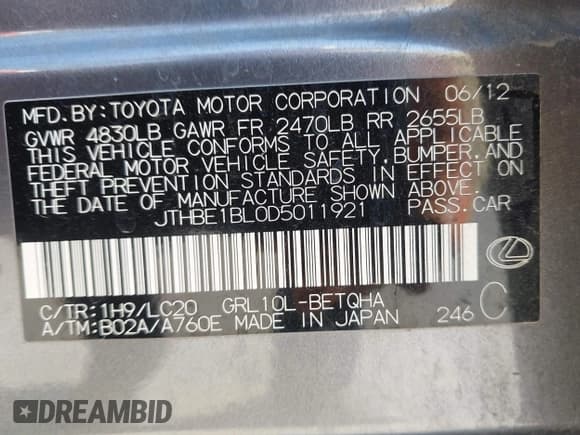 MFD.BY:TOYOTA MOTOR CORPORATION 06/12
GVWR 4830LB GAWR FR 2470LB RR 2655LB
THIS VEHICLE CONFORMS TO ALL APPLICABLE
FEDERAL MOTOR VEHICLE SAFETY,BUMPER,AND
THEFT PREVENTION STANDARDS IN EFFECT ON
THE DATE OF MANUFACTURE SHOWN ABOVE.
JTHBE1BL0D5011921 PASS.CAR
C/TR:1H9/LC20 GRL10L-BETQHA
A/TM:B02A/A760E MADE IN JAPAN 246 C
DREAMBID